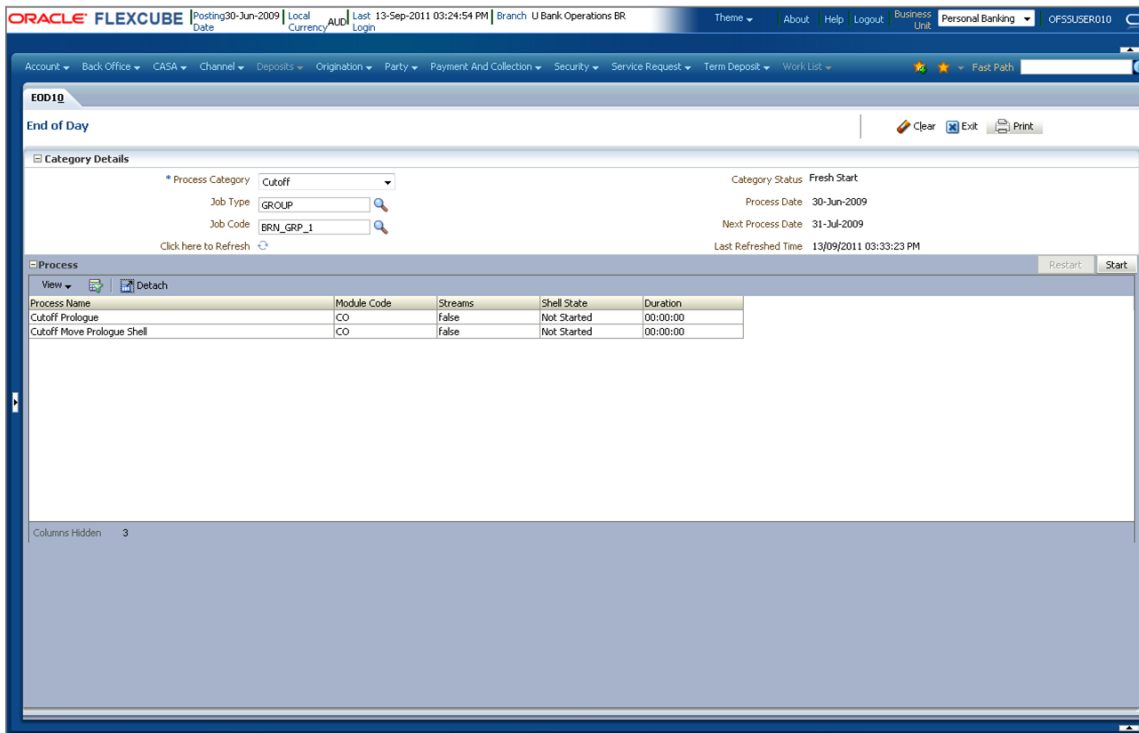 ORACLE FLEXCUBE Posting Date 30-Jun-2009 Local Currency AUD Last Login 13-Sep-2011 03:24:54 PM Branch U Bank Operations BR Theme About Help Logout Business Unit Personal Banking OFSSUSER010
Account Back Office CASA Channel Deposits Origination Party Payment And Collection Security Service Request Term Deposit Work List Fast Path
EOD10
End of Day Clear Exit Print
Category Details
* Process Category Cutoff Category Status Fresh Start
Job Type GROUP Process Date 30-Jun-2009
Job Code BRN_GRP_1 Next Process Date 31-Jul-2009
Click here to Refresh Last Refreshed Time 13/09/2011 03:33:23 PM
Process Restart Start
View Detach
Process Name Module Code Streams Shell State Duration
Cutoff Prologue CO false Not Started 00:00:00
Cutoff Move Prologue Shell CO false Not Started 00:00:00
Columns Hidden 3